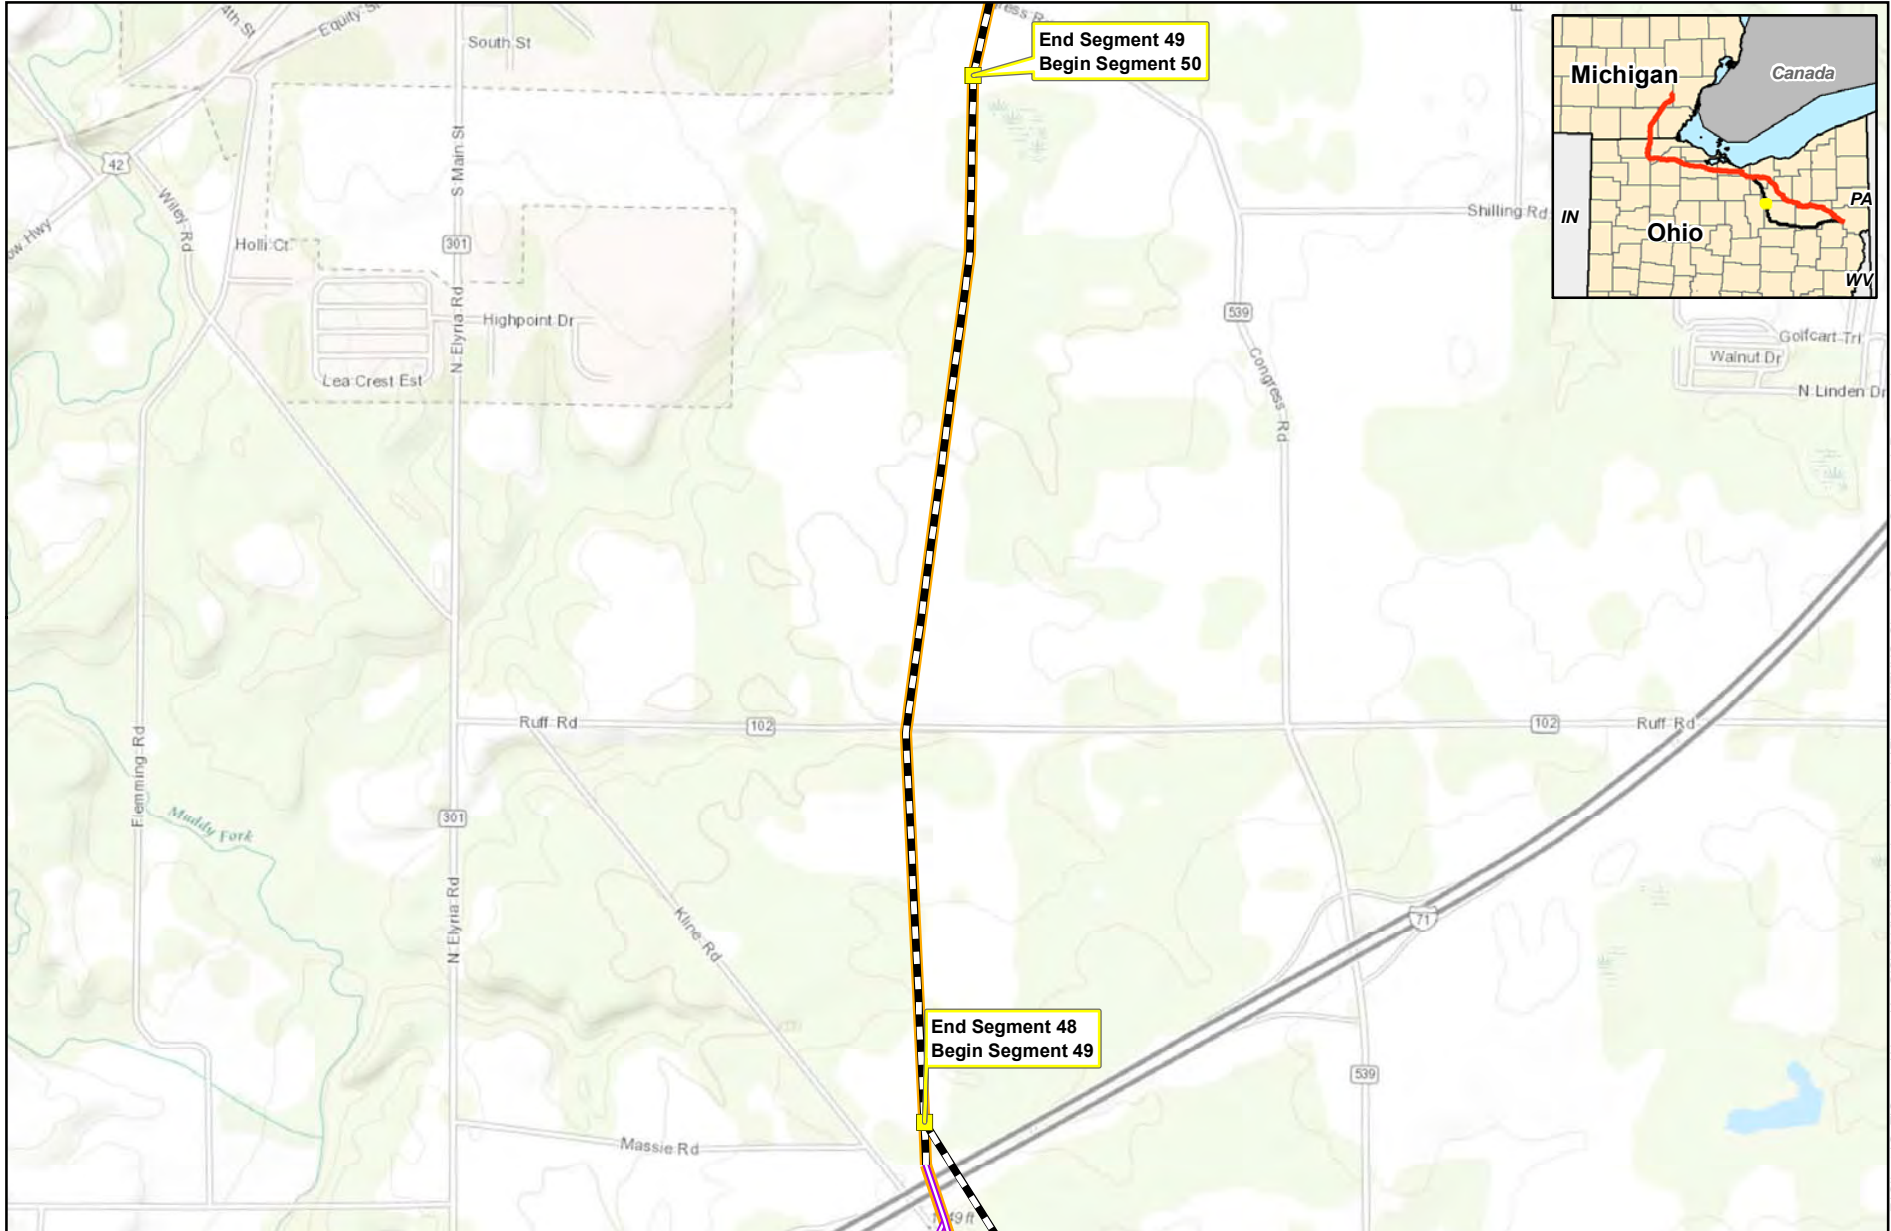 4th St
Equity St
South St
End Segment 49
Begin Segment 50
Michigan
Canada
IN
Ohio
PA
WV
42
S Main St
Wiley Rd
Holli Ct
301
Shilling Rd
Highpoint Dr
539
N Elyria Rd
Lea Crest Est
Congress Rd
Golfcart Trl
Walnut Dr
N Linden Dr
Ruff Rd
102
102
Ruff Rd
Flemming Rd
Muddy Fork
301
N Elyria Rd
Kline Rd
71
End Segment 48
Begin Segment 49
539
Massie Rd